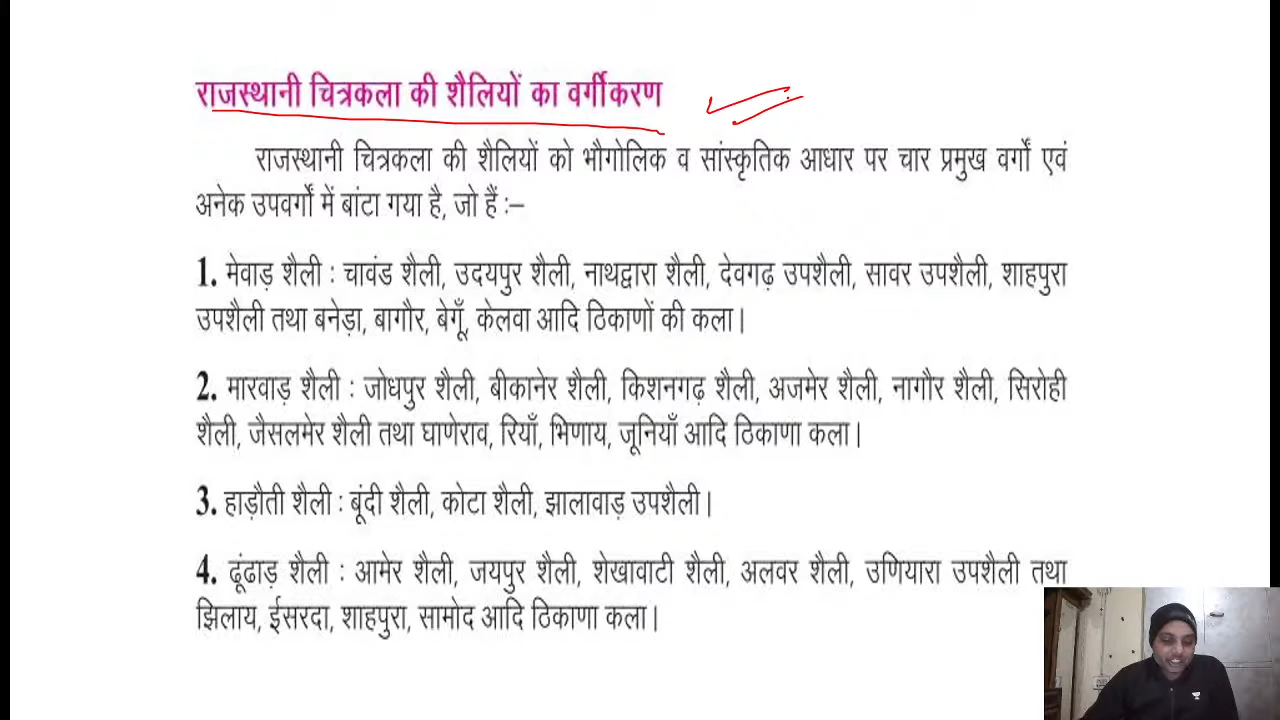 राजस्थानी चित्रकला की शैलियों का वर्गीकरण
राजस्थानी चित्रकला की शैलियों को भौगोलिक व सांस्कृतिक आधार पर चार प्रमुख वर्गों एवं
अनेक उपवर्गों में बांटा गया है, जो हैं :–
1. मेवाड़ शैली : चावंड शैली, उदयपुर शैली, नाथद्वारा शैली, देवगढ़ उपशैली, सावर उपशैली, शाहपुरा
उपशैली तथा बनेड़ा, बागौर, बेगूँ, केलवा आदि ठिकाणों की कला।
2. मारवाड़ शैली : जोधपुर शैली, बीकानेर शैली, किशनगढ़ शैली, अजमेर शैली, नागौर शैली, सिरोही
शैली, जैसलमेर शैली तथा घाणेराव, रियाँ, भिणाय, जूनियाँ आदि ठिकाणा कला।
3. हाड़ौती शैली : बूंदी शैली, कोटा शैली, झालावाड़ उपशैली।
4. ढूंढाड़ शैली : आमेर शैली, जयपुर शैली, शेखावाटी शैली, अलवर शैली, उणियारा उपशैली तथा
झिलाय, ईसरदा, शाहपुरा, सामोद आदि ठिकाणा कला।